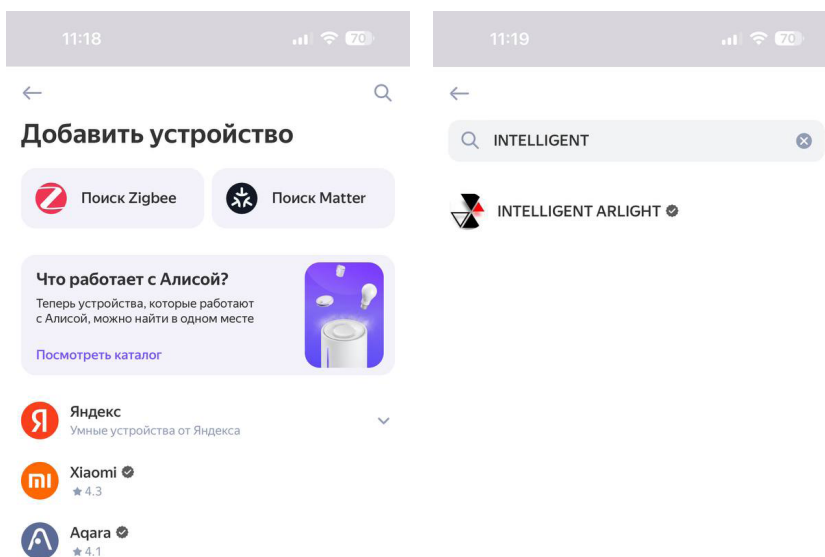 11:18
70
Добавить устройство
Поиск Zigbee
Поиск Matter
Что работает с Алисой?
Теперь устройства, которые работают
с Алисой, можно найти в одном месте
Посмотреть каталог
Я
Яндекс
Умные устройства от Яндекса
Xiaomi
4.3
Aqara
4.1
11:19
70
INTELLIGENT
INTELLIGENT ARLIGHT